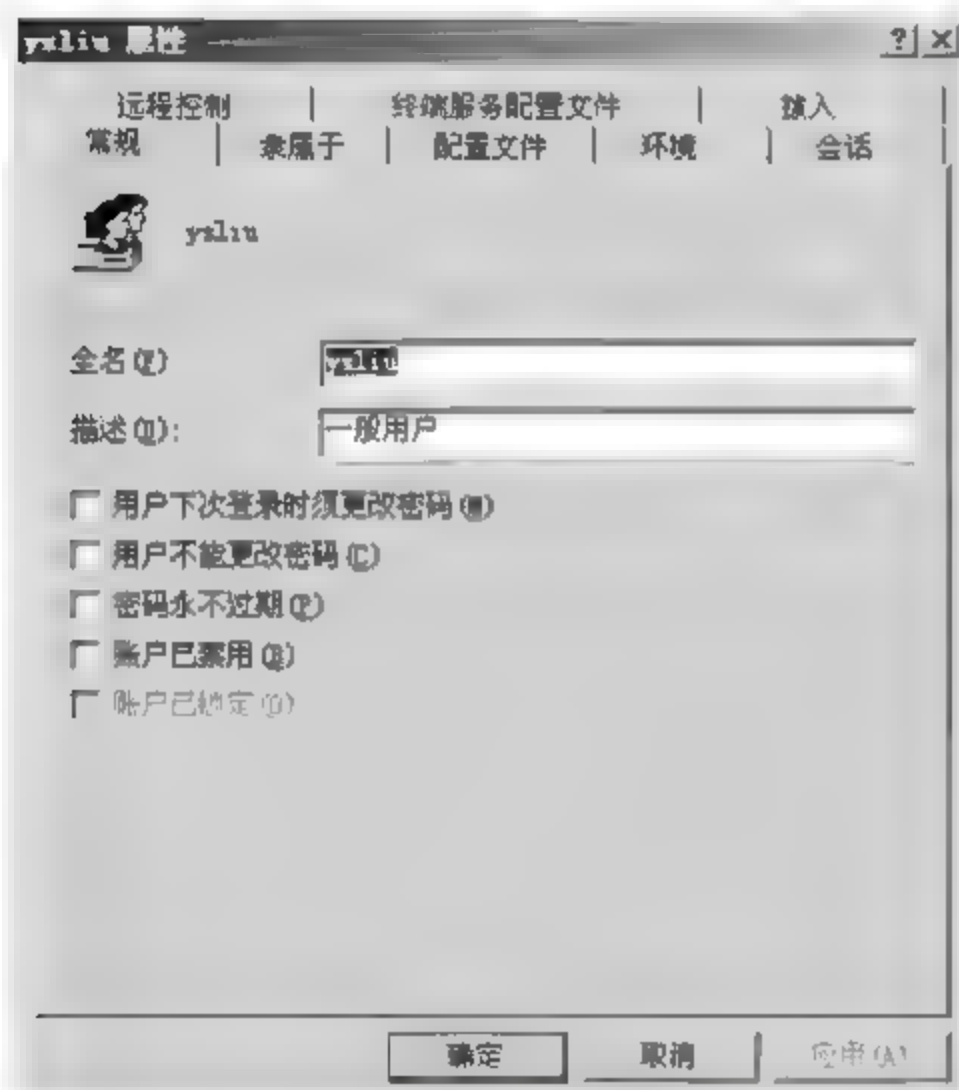 yxliu 属性
远程控制 终端服务配置文件 拨入
常规 隶属于 配置文件 环境 会话
yxliu
全名(F) yxliu
描述(D): 一般用户
用户下次登录时须更改密码(M)
用户不能更改密码(C)
密码永不过期(P)
账户已禁用(B)
账户已锁定(O)
确定 取消 应用(A)